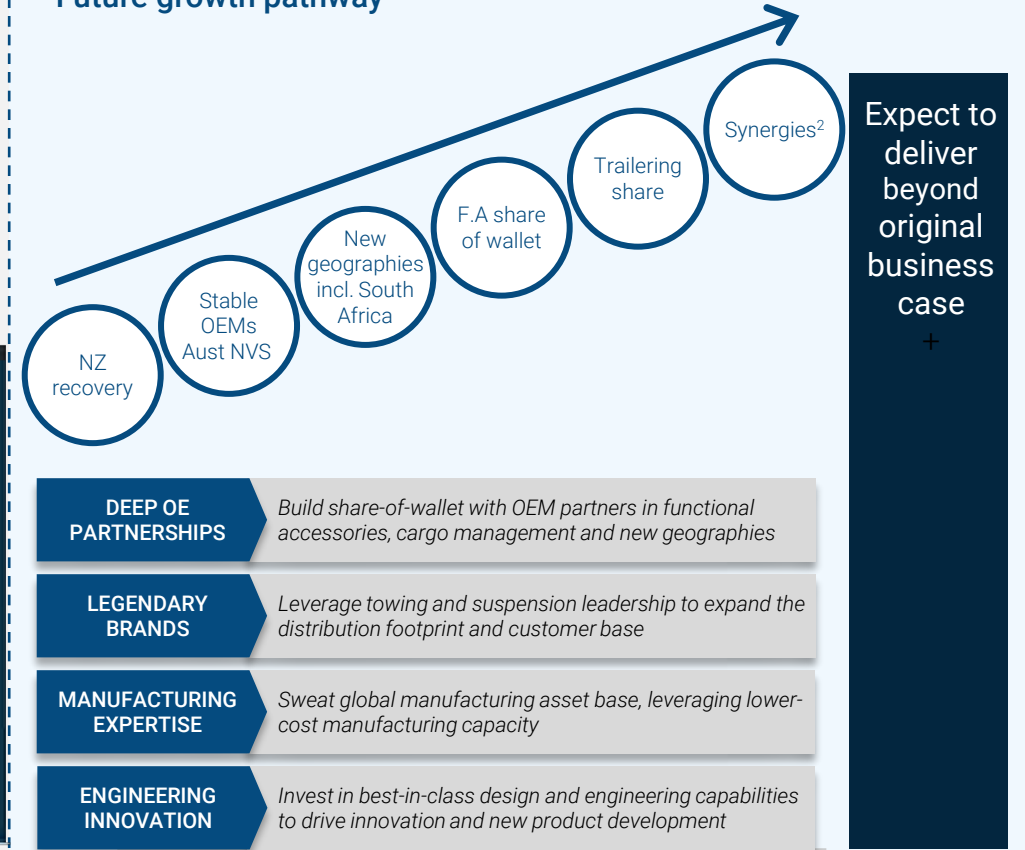 Future growth pathway
NZ
recovery
Stable
OEMs
Aust NVS
New
geographies
incl. South
Africa
F.A share
of wallet
Trailering
share
Synergies²
Expect to
deliver
beyond
original
business
case
+
DEEP OE
PARTNERSHIPS
Build share-of-wallet with OEM partners in functional
accessories, cargo management and new geographies
LEGENDARY
BRANDS
Leverage towing and suspension leadership to expand the
distribution footprint and customer base
MANUFACTURING
EXPERTISE
Sweat global manufacturing asset base, leveraging lower-
cost manufacturing capacity
ENGINEERING
INNOVATION
Invest in best-in-class design and engineering capabilities
to drive innovation and new product development